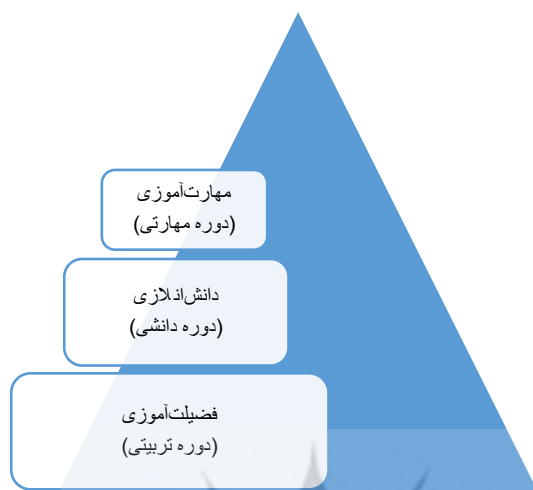 مهارت‌آموزی
(دوره مهارتی)
دانش‌اندازی
(دوره دانشی)
فضیلت‌آموزی
(دوره تربیتی)